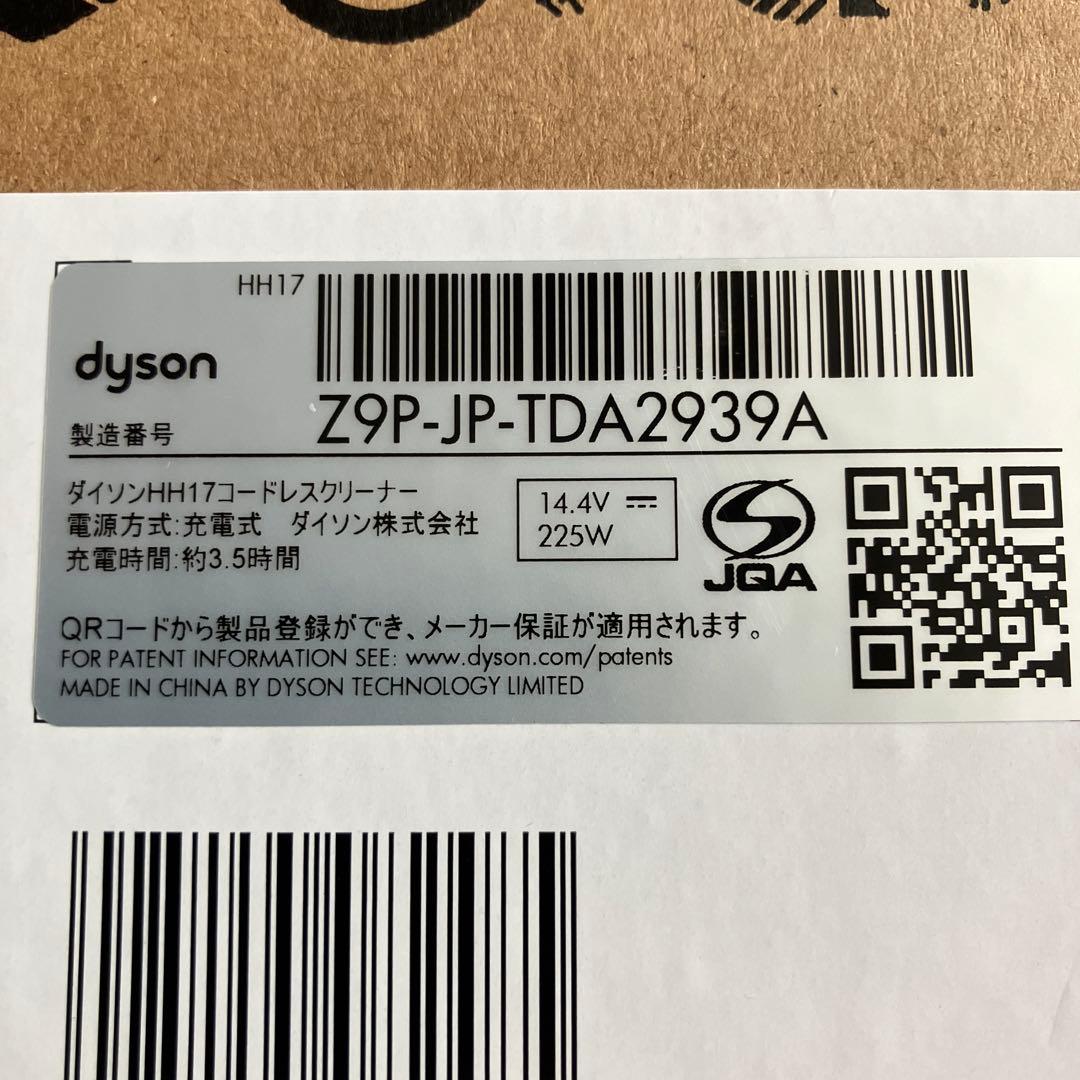 HH17
dyson
製造番号 Z9P-JP-TDA2939A
ダイソンHH17コードレスクリーナー
電源方式:充電式 ダイソン株式会社
充電時間:約3.5時間
14.4V ⎓
225W
JQA
QRコードから製品登録ができ、メーカー保証が適用されます。
FOR PATENT INFORMATION SEE: www.dyson.com/patents
MADE IN CHINA BY DYSON TECHNOLOGY LIMITED